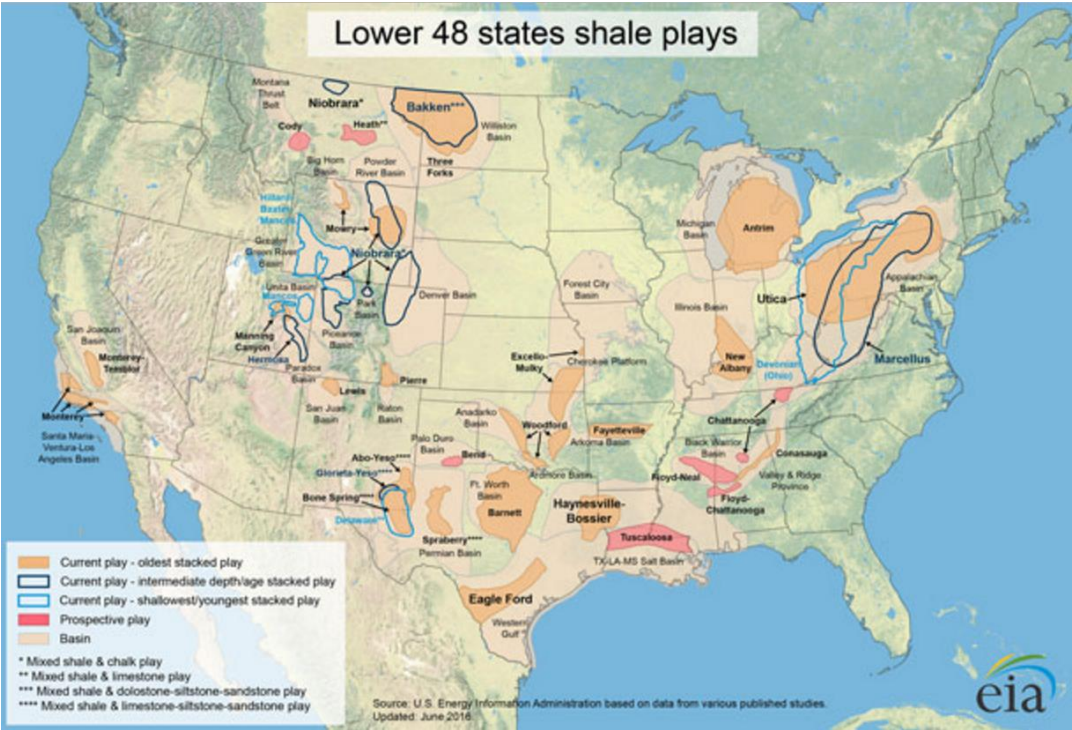 Lower 48 states shale plays
Montana
Thrust
Belt
Niobrara*
Bakken***
Cody
Heath**
Williston
Basin
Big Horn
Basin
Powder
River Basin
Three
Forks
Hilliard-
Baxter-
Mancos
Mowry
Greater
Green River
Basin
Niobrara*
Michigan
Basin
Antrim
Uinta Basin
Mancos
Park
Basin
Denver Basin
Forest City
Basin
Illinois Basin
Utica
Appalachian
Basin
San Joaquin
Basin
Monterey-
Temblor
Manning
Canyon
Hermosa
Piceance
Basin
Paradox
Basin
Excello-
Mulky
Cherokee Platform
New
Albany
Devonian
(Ohio)
Marcellus
Lewis
Pierre
Monterey
San Juan
Basin
Raton
Basin
Anadarko
Basin
Woodford
Fayetteville
Arkoma Basin
Chattanooga
Santa Maria-
Ventura-Los
Angeles Basin
Palo Duro
Basin
Bend
Abo-Yeso****
Glorieta-Yeso****
Ardmore Basin
Black Warrior
Basin
Conasauga
Floyd-Neal
Valley & Ridge
Province
Bone Spring****
Delaware
Ft. Worth
Basin
Barnett
Haynesville-
Bossier
Floyd-
Chattanooga
Spraberry****
Permian Basin
Tuscaloosa
TX-LA-MS Salt Basin
Eagle Ford
Western
Gulf
Current play - oldest stacked play
Current play - intermediate depth/age stacked play
Current play - shallowest/youngest stacked play
Prospective play
Basin
* Mixed shale & chalk play
** Mixed shale & limestone play
*** Mixed shale & dolostone-siltstone-sandstone play
**** Mixed shale & limestone-siltstone-sandstone play
Source: U.S. Energy Information Administration based on data from various published studies.
Updated: June 2016
eia